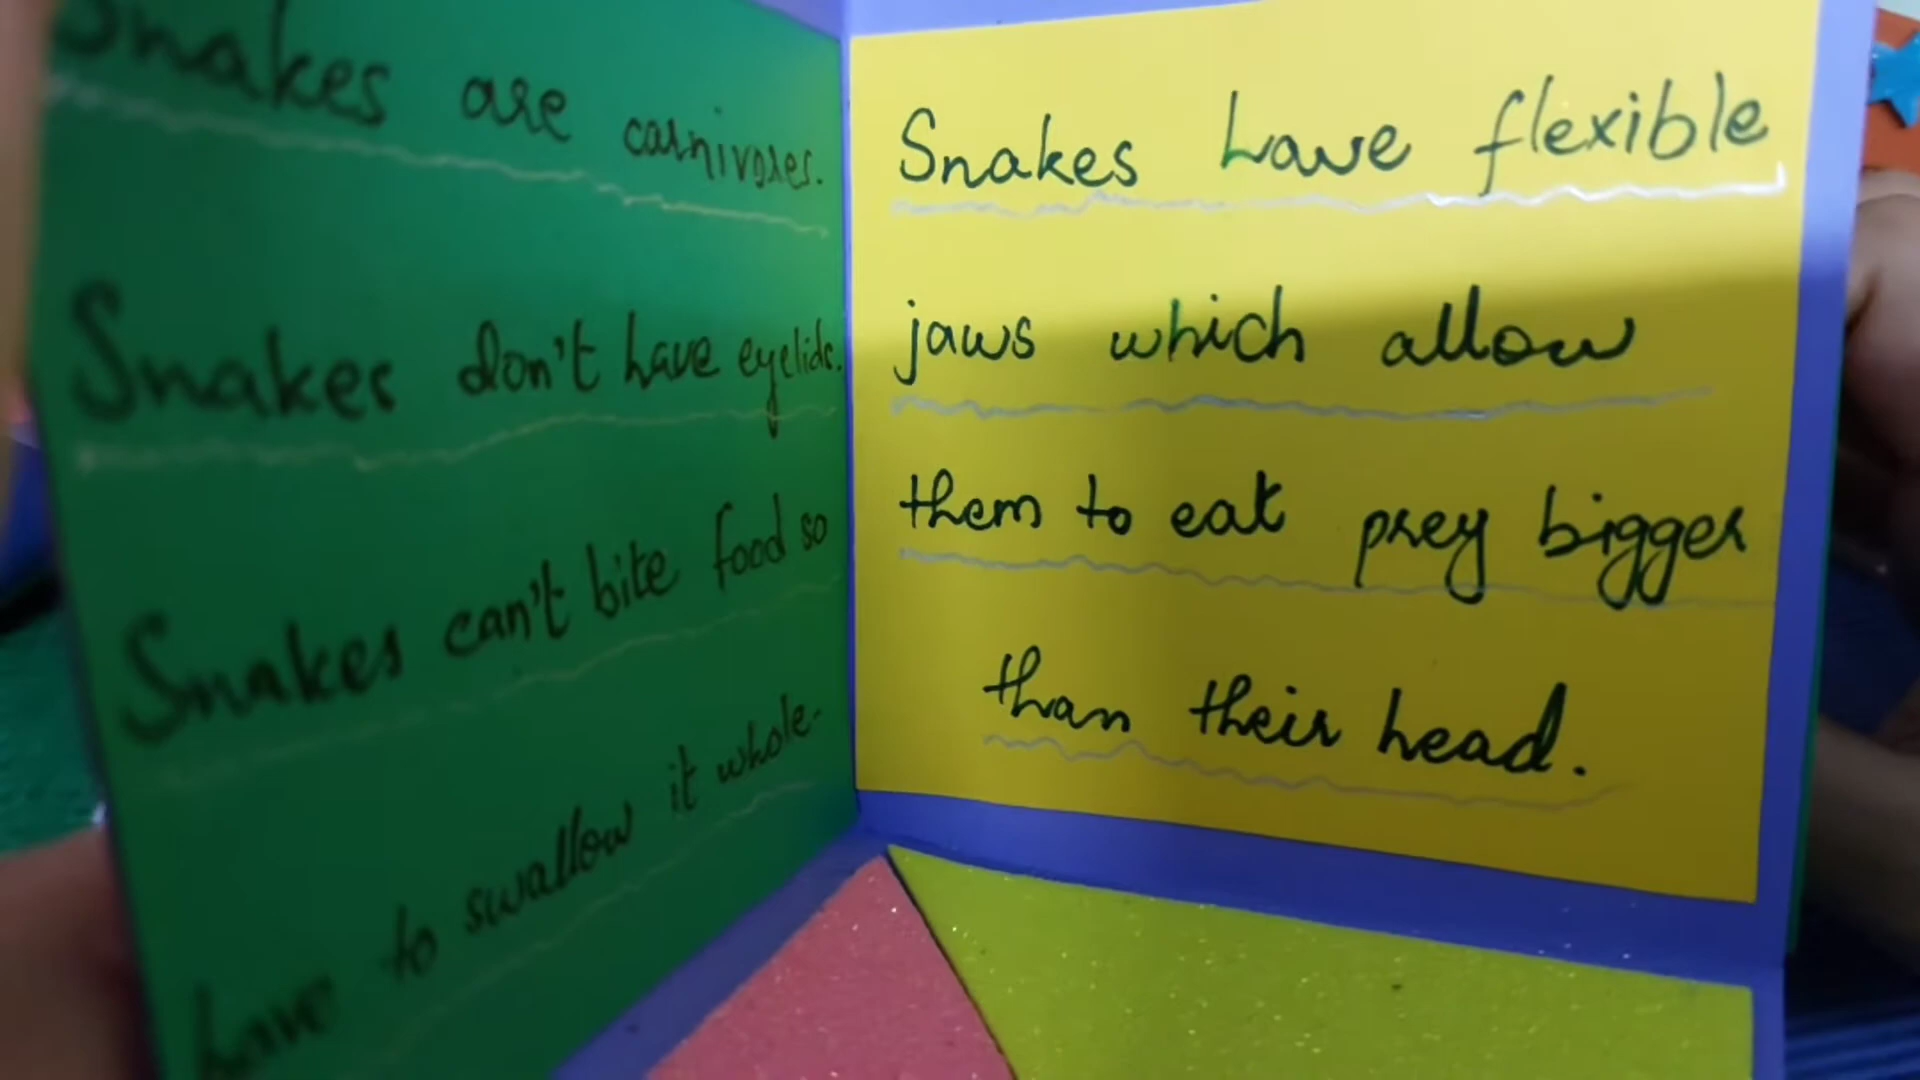 Snakes are carnivores.
Snakes don't have eyelids.
Snakes can't bite food so
have to swallow it whole-
Snakes have flexible
jaws which allow
them to eat prey bigger
than their head.